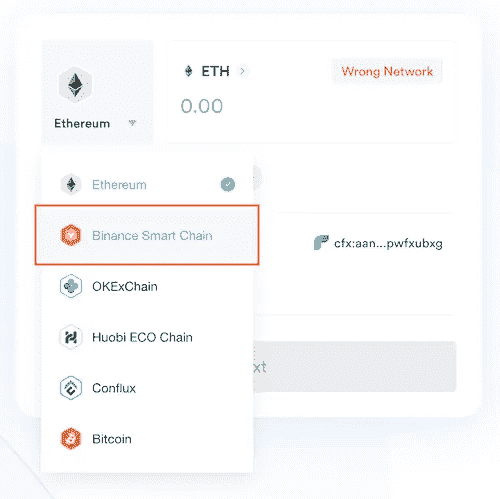 ETH
Wrong Network
0.00
Ethereum
Ethereum
Binance Smart Chain
cfx:aan...pwfxubxg
OKExChain
Huobi ECO Chain
xt
Conflux
Bitcoin